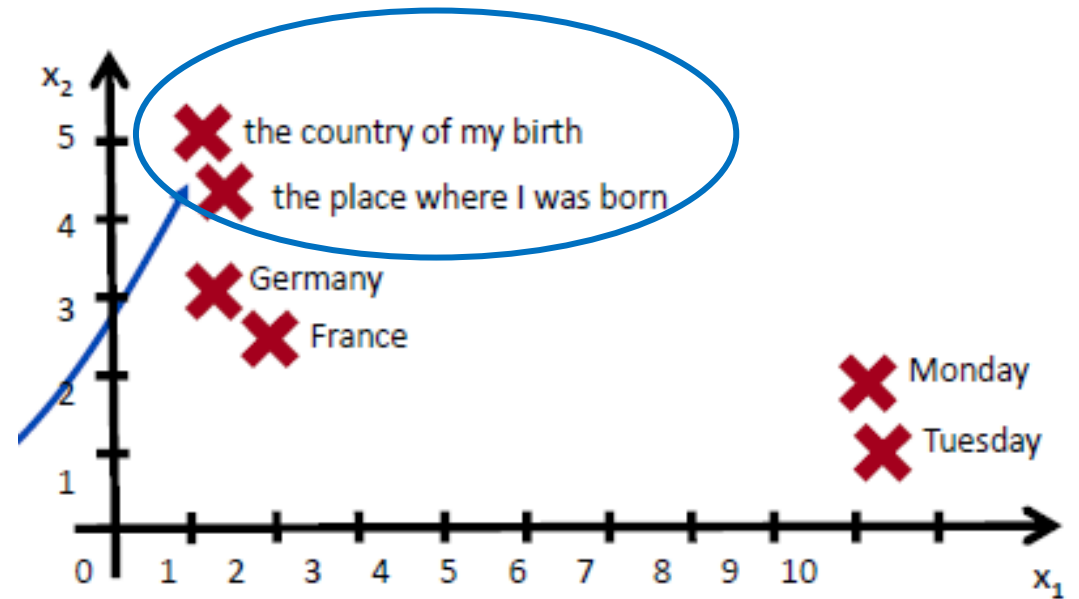 x2
5
the country of my birth
the place where I was born
4
Germany
3
France
Monday
2
Tuesday
1
0 1 2 3 4 5 6 7 8 9 10
x1